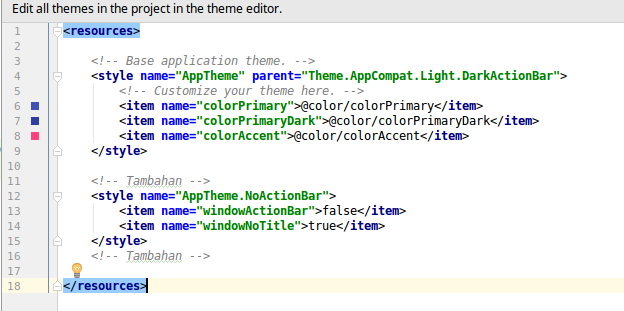 Edit all themes in the project in the theme editor.
1 <resources>
2
3 <!-- Base application theme. -->
4 <style name="AppTheme" parent="Theme.AppCompat.Light.DarkActionBar">
5 <!-- Customize your theme here. -->
6 <item name="colorPrimary">@color/colorPrimary</item>
7 <item name="colorPrimaryDark">@color/colorPrimaryDark</item>
8 <item name="colorAccent">@color/colorAccent</item>
9 </style>
10
11 <!-- Tambahan -->
12 <style name="AppTheme.NoActionBar">
13 <item name="windowActionBar">false</item>
14 <item name="windowNoTitle">true</item>
15 </style>
16 <!-- Tambahan -->
17
18 </resources>